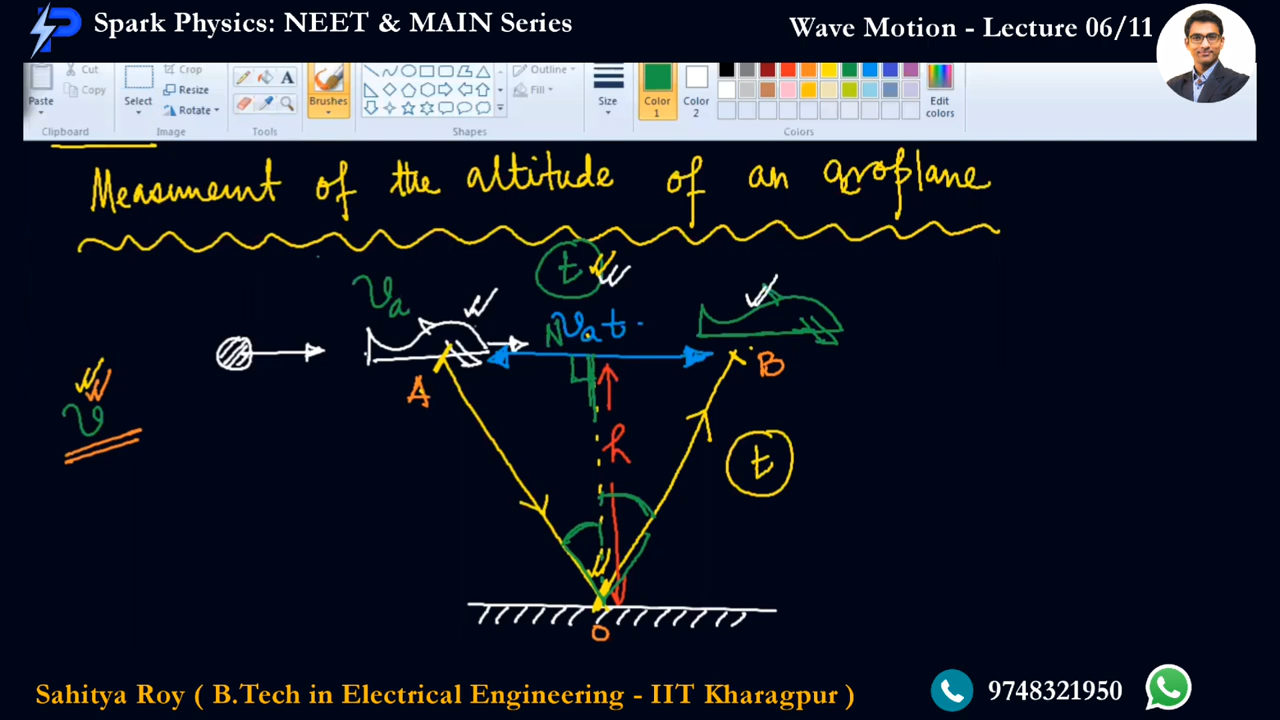 Spark Physics: NEET & MAIN Series
Wave Motion - Lecture 06/11
Cut
Copy
Paste
Clipboard
Crop
Resize
Rotate
Select
Image
A
Tools
Brushes
Outline
Fill
Shapes
Size
Color 1
Color 2
Edit colors
Colors
Measument of the altitude of an aroplane
t
Va
N
Vat
A
B
V
h
t
O
Sahitya Roy ( B.Tech in Electrical Engineering - IIT Kharagpur )
9748321950